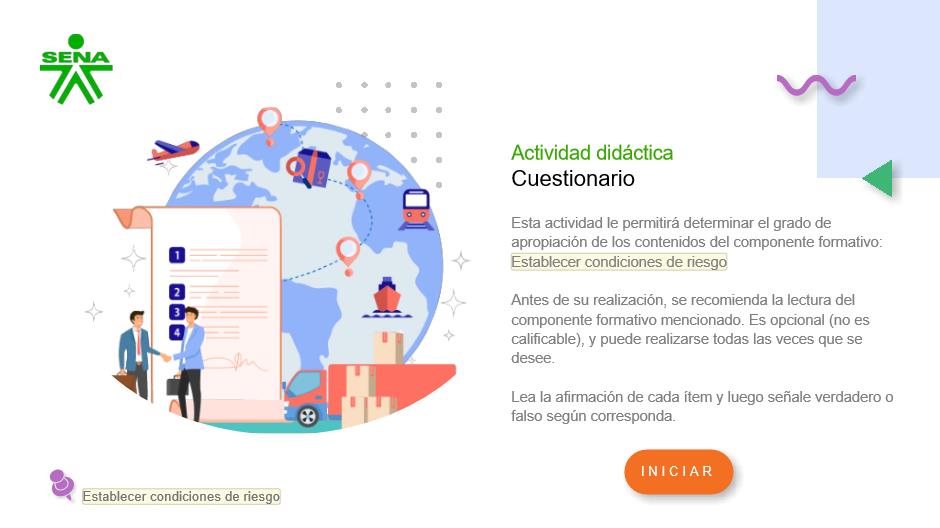 SENA
Actividad didáctica
Cuestionario
Esta actividad le permitirá determinar el grado de
apropiación de los contenidos del componente formativo:
Establecer condiciones de riesgo
Antes de su realización, se recomienda la lectura del
componente formativo mencionado. Es opcional (no es
calificable), y puede realizarse todas las veces que se
desee.
Lea la afirmación de cada ítem y luego señale verdadero o
falso según corresponda.
1
2
3
4
INICIAR
Establecer condiciones de riesgo